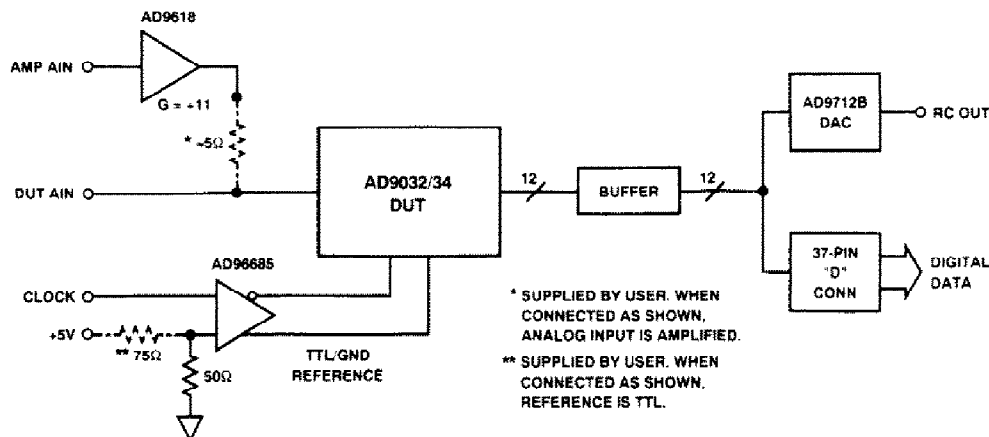 AD9618
AMP AIN
G = +11
* ~5Ω
DUT AIN
AD9032/34
DUT
12
BUFFER
12
AD9712B
DAC
RC OUT
37-PIN
"D"
CONN
DIGITAL
DATA
AD96685
CLOCK
+5V
** 75Ω
50Ω
TTL/GND
REFERENCE
* SUPPLIED BY USER. WHEN
CONNECTED AS SHOWN,
ANALOG INPUT IS AMPLIFIED.
** SUPPLIED BY USER. WHEN
CONNECTED AS SHOWN,
REFERENCE IS TTL.